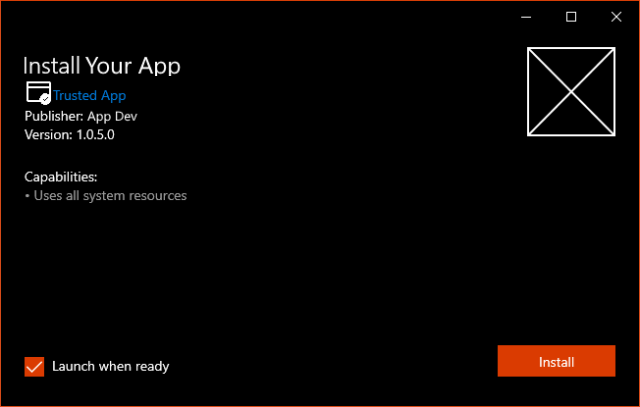 Install Your App
Trusted App
Publisher: App Dev
Version: 1.0.5.0
Capabilities:
• Uses all system resources
Launch when ready
Install